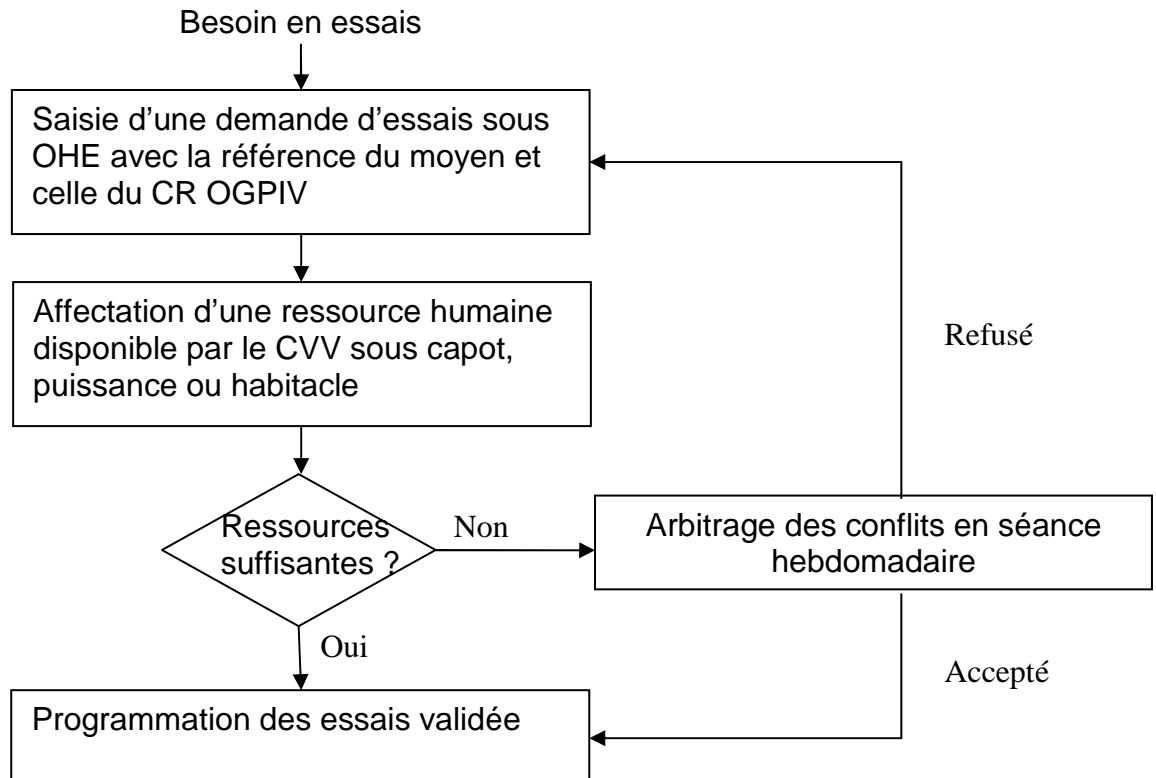 Besoin en essais
Saisie d’une demande d’essais sous
OHE avec la référence du moyen et
celle du CR OGPIV
Affectation d’une ressource humaine
disponible par le CVV sous capot,
puissance ou habitacle
Refusé
Ressources
suffisantes ?
Non
Arbitrage des conflits en séance
hebdomadaire
Oui
Accepté
Programmation des essais validée